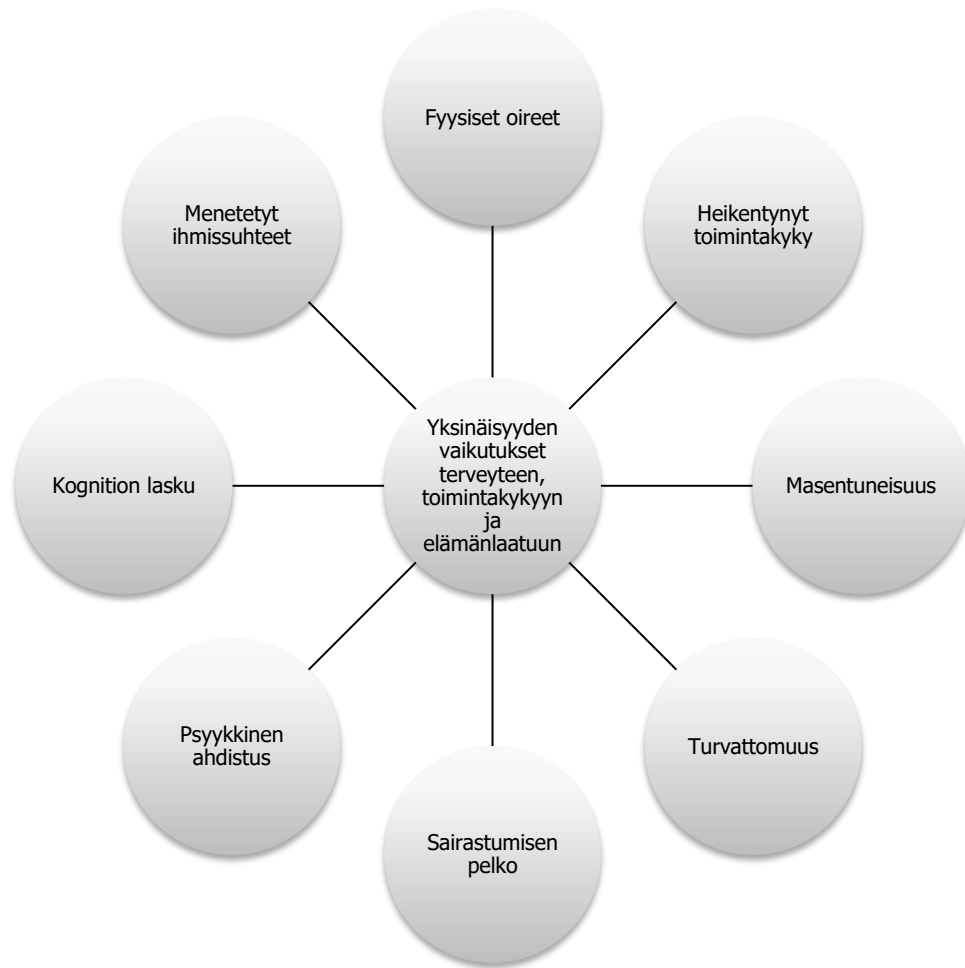 Fyysiset oireet
Heikentynyt
toimintakyky
Masentuneisuus
Turvattomuus
Sairastumisen
pelko
Psyykkinen
ahdistus
Kognition lasku
Menetetyt
ihmissuhteet
Yksinäisyyden
vaikutukset
terveyteen,
toimintakykyyn
ja
elämänlaatuun